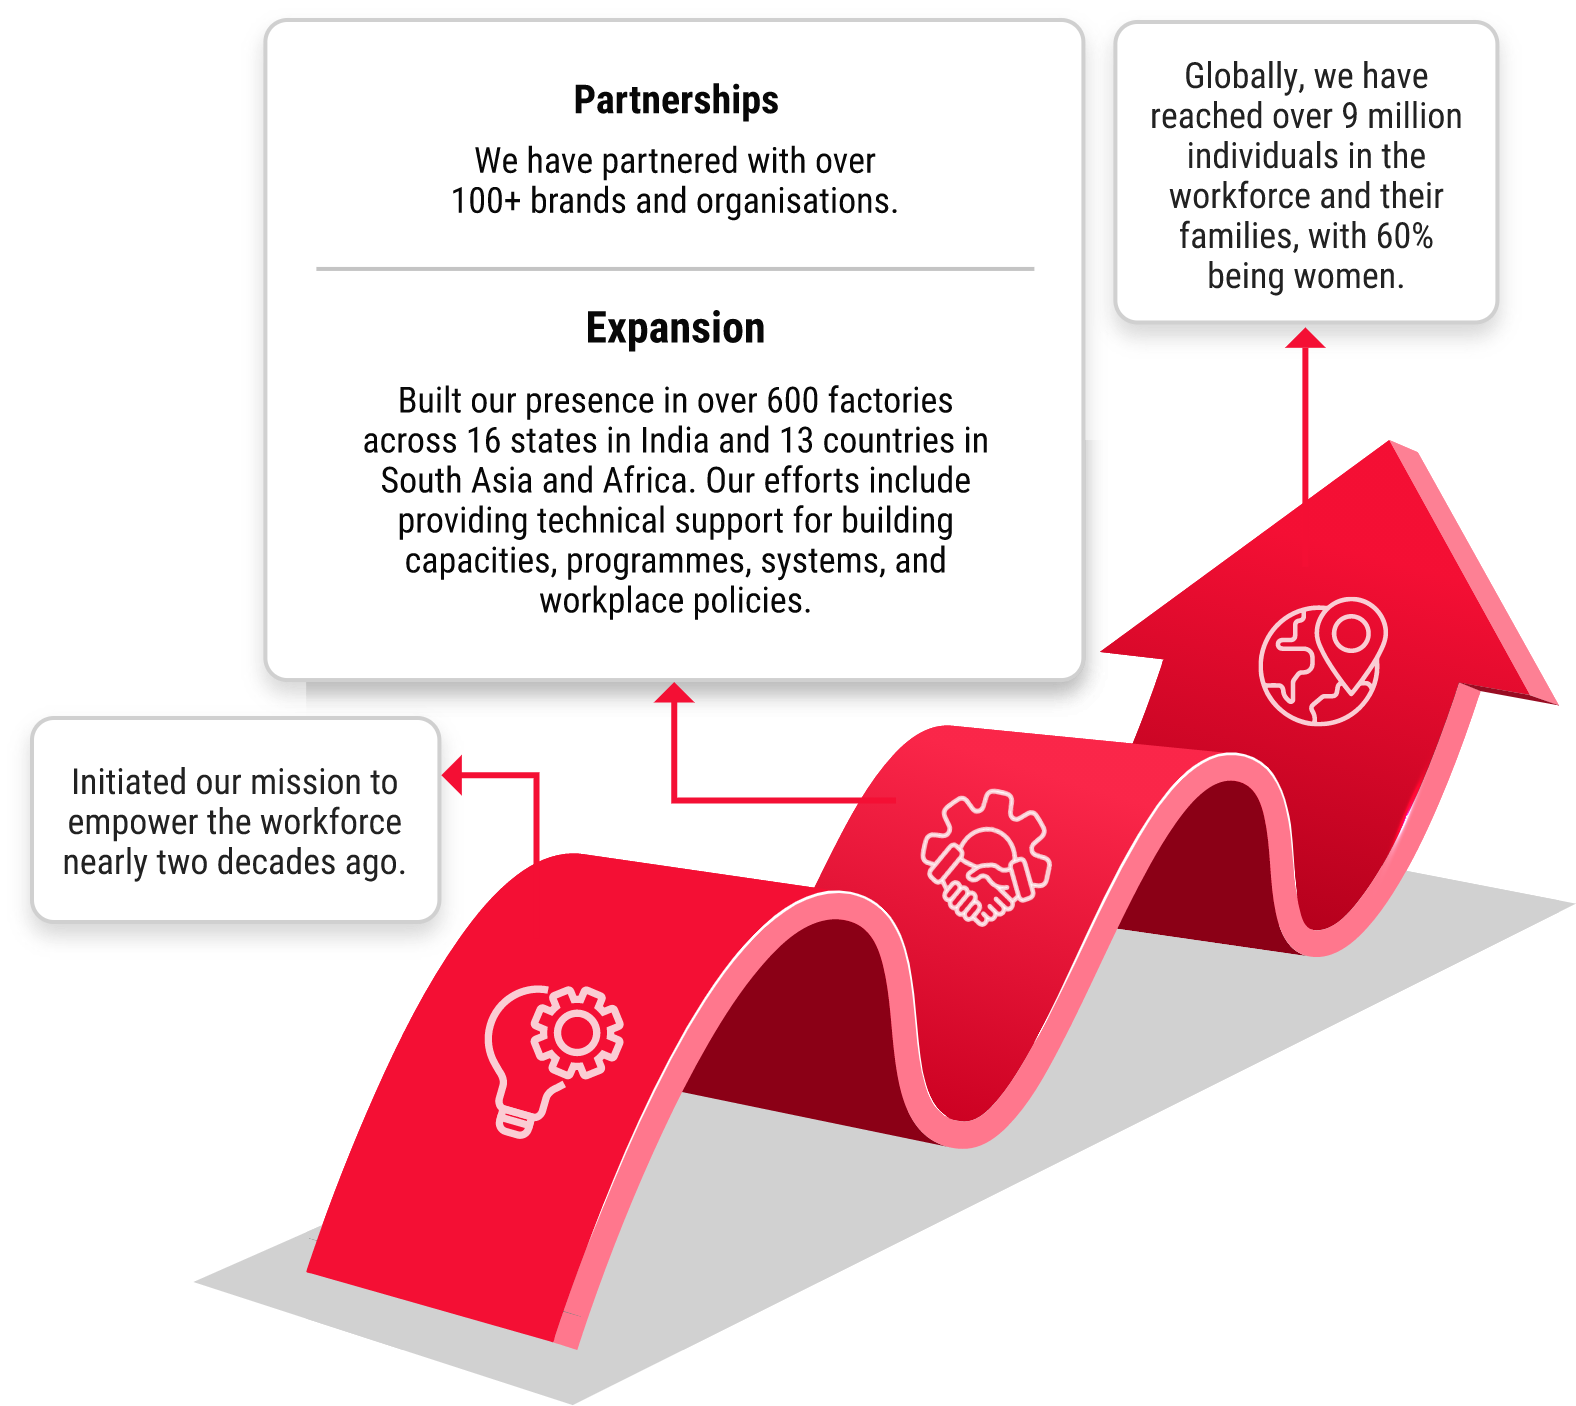 Partnerships
We have partnered with over
100+ brands and organisations.
Expansion
Built our presence in over 600 factories
across 16 states in India and 13 countries in
South Asia and Africa. Our efforts include
providing technical support for building
capacities, programmes, systems, and
workplace policies.
Globally, we have
reached over 9 million
individuals in the
workforce and their
families, with 60%
being women.
Initiated our mission to
empower the workforce
nearly two decades ago.